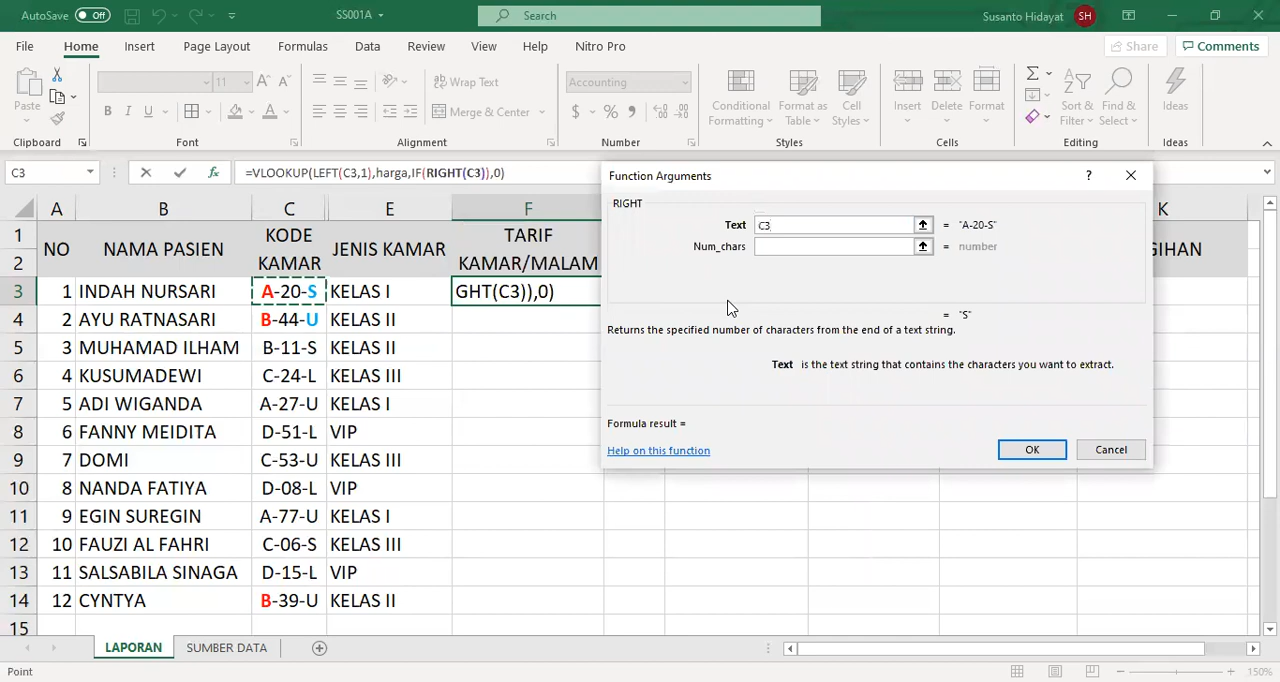 AutoSave Off SS001A Search Susanto Hidayat SH
File Home Insert Page Layout Formulas Data Review View Help Nitro Pro Share Comments
Paste 11 A A Wrap Text Accounting Conditional Formatting Format as Table Cell Styles Insert Delete Format Sort & Filter Find & Select Ideas
B I U A Merge & Center $ % 9
Clipboard Font Alignment Number Styles Cells Editing Ideas
C3 fx =VLOOKUP(LEFT(C3,1),harga,IF(RIGHT(C3)),0)
A B C E F K
1 NO NAMA PASIEN KODE JENIS KAMAR TARIF
2 KAMAR KAMAR/MALAM IHAN
3 1 INDAH NURSARI A-20-S KELAS I GHT(C3)),0)
4 2 AYU RATNASARI B-44-U KELAS II
5 3 MUHAMAD ILHAM B-11-S KELAS II
6 4 KUSUMADEWI C-24-L KELAS III
7 5 ADI WIGANDA A-27-U KELAS I
8 6 FANNY MEIDITA D-51-L VIP
9 7 DOMI C-53-U KELAS III
10 8 NANDA FATIYA D-08-L VIP
11 9 EGIN SUREGIN A-77-U KELAS I
12 10 FAUZI AL FAHRI C-06-S KELAS III
13 11 SALSABILA SINAGA D-15-L VIP
14 12 CYNTYA B-39-U KELAS II
15
Function Arguments ?
RIGHT
Text C3 = "A-20-S"
Num_chars = number
= "S"
Returns the specified number of characters from the end of a text string.
Text is the text string that contains the characters you want to extract.
Formula result =
Help on this function OK Cancel
LAPORAN SUMBER DATA
Point 150%